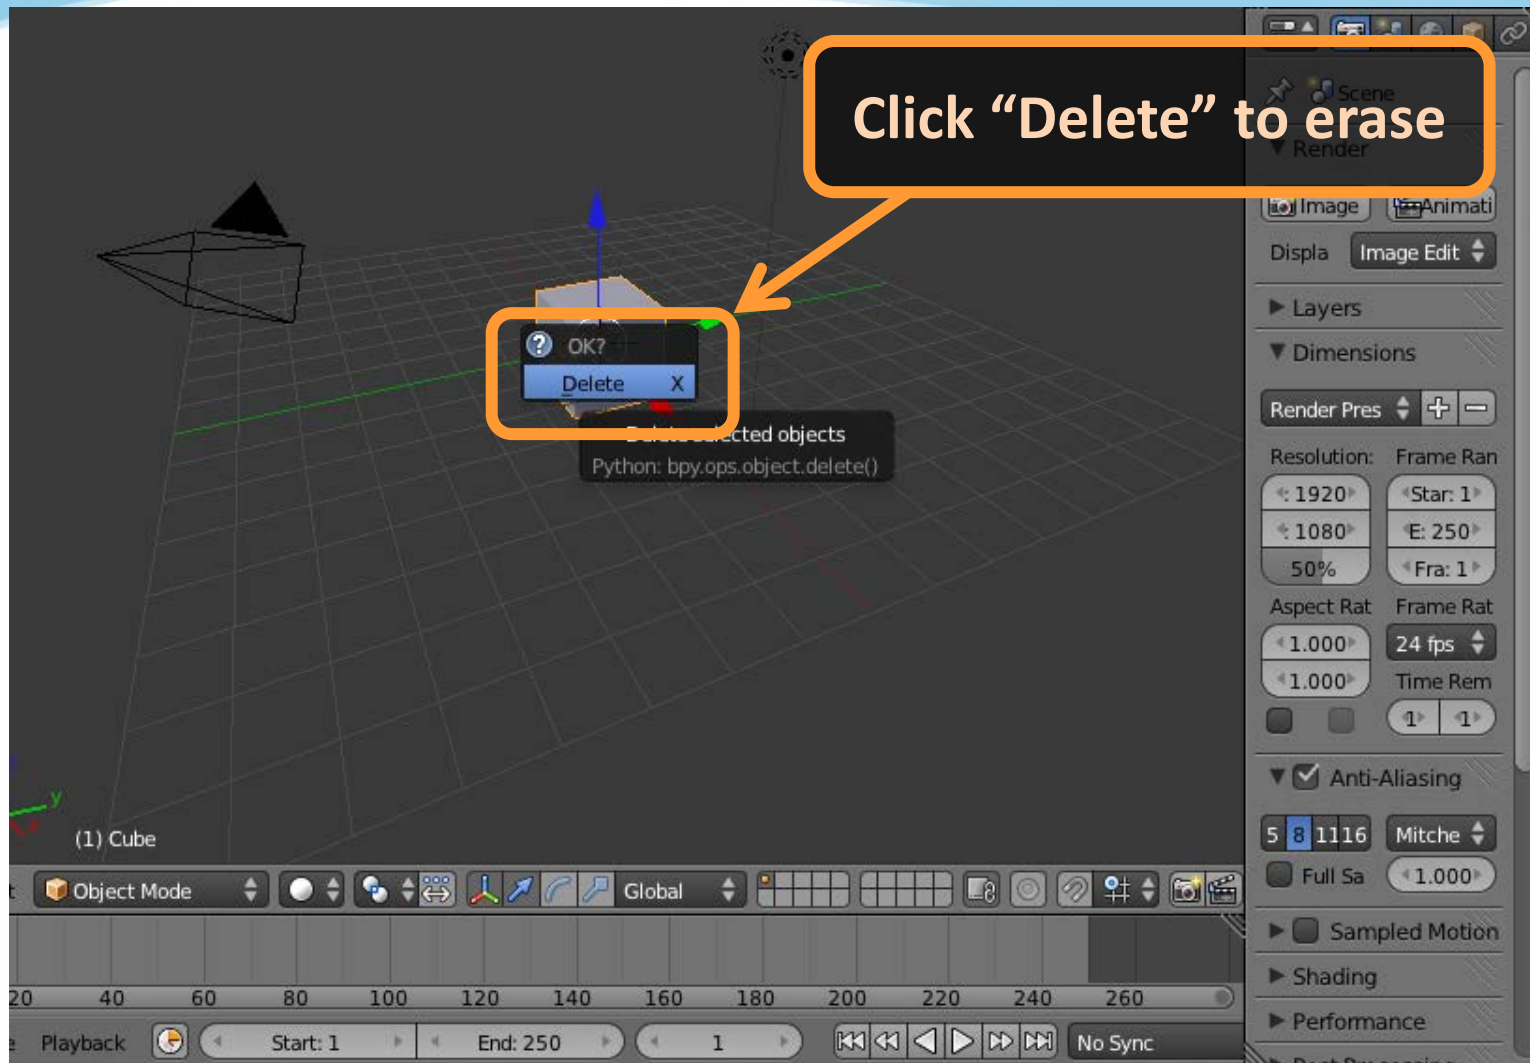 Click “Delete” to erase
Scene
Render
Image
Animati
Displa
Image Edit
Layers
Dimensions
Render Pres
Resolution:
Frame Ran
: 1920
Star: 1
: 1080
E: 250
50%
Fra: 1
Aspect Rat
Frame Rat
1.000
24 fps
1.000
Time Rem
1
1
Anti-Aliasing
5 8 11 16
Mitche
Full Sa
1.000
Sampled Motion
Shading
Performance
OK?
Delete X
selected objects
Python: bpy.ops.object.delete()
y
(1) Cube
Object Mode
Global
20 40 60 80 100 120 140 160 180 200 220 240 260
Playback
Start: 1
End: 250
1
No Sync